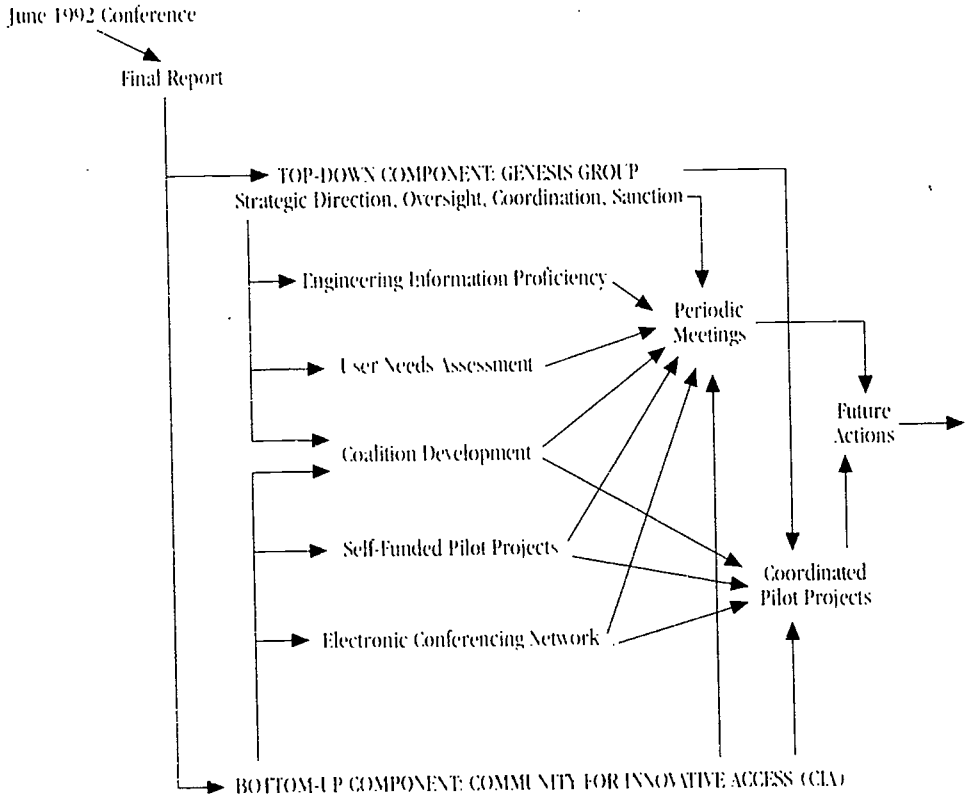 June 1992 Conference
Final Report
TOP-DOWN COMPONENT: GENESIS GROUP
Strategic Direction, Oversight, Coordination, Sanction
Engineering Information Proficiency
Periodic
Meetings
User Needs Assessment
Future
Actions
Coalition Development
Self-Funded Pilot Projects
Coordinated
Pilot Projects
Electronic Conferencing Network
BOTTOM-UP COMPONENT: COMMUNITY FOR INNOVATIVE ACCESS (CIA)